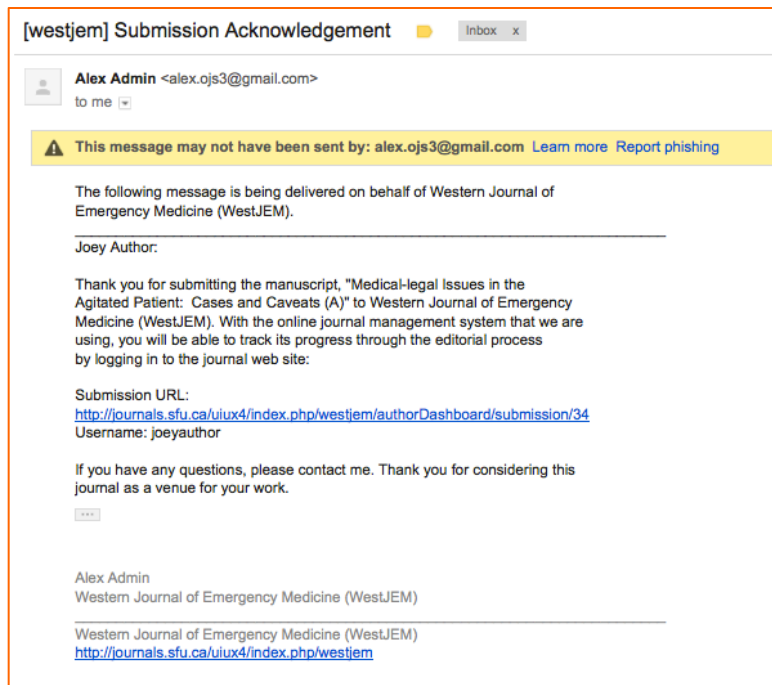 [westjem] Submission Acknowledgement Inbox x
Alex Admin <alex.ojs3@gmail.com>
to me
This message may not have been sent by: alex.ojs3@gmail.com Learn more Report phishing
The following message is being delivered on behalf of Western Journal of
Emergency Medicine (WestJEM).
Joey Author:
Thank you for submitting the manuscript, "Medical-legal Issues in the
Agitated Patient: Cases and Caveats (A)" to Western Journal of Emergency
Medicine (WestJEM). With the online journal management system that we are
using, you will be able to track its progress through the editorial process
by logging in to the journal web site:
Submission URL:
http://journals.sfu.ca/uiux4/index.php/westjem/authorDashboard/submission/34
Username: joeyauthor
If you have any questions, please contact me. Thank you for considering this
journal as a venue for your work.
Alex Admin
Western Journal of Emergency Medicine (WestJEM)
Western Journal of Emergency Medicine (WestJEM)
http://journals.sfu.ca/uiux4/index.php/westjem